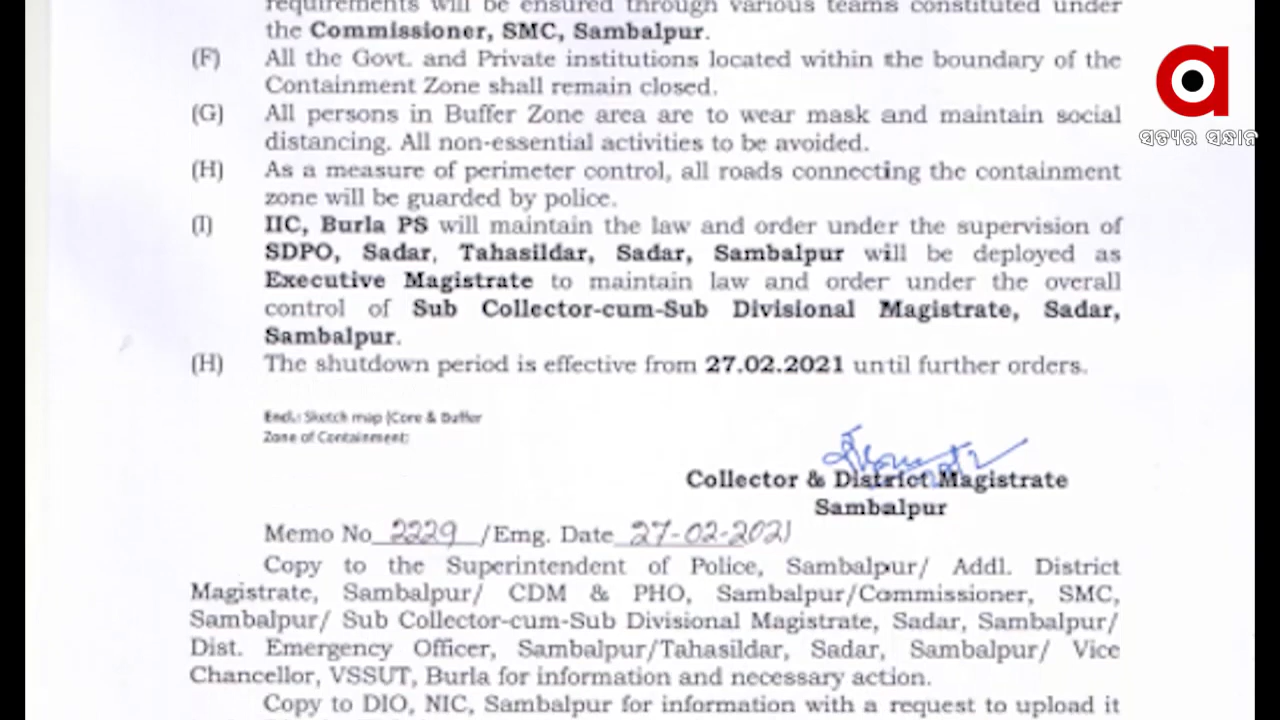 requirements will be ensured through various teams constituted under
the Commissioner, SMC, Sambalpur.
(F) All the Govt. and Private institutions located within the boundary of the
Containment Zone shall remain closed.
(G) All persons in Buffer Zone area are to wear mask and maintain social
distancing. All non-essential activities to be avoided.
(H) As a measure of perimeter control, all roads connecting the containment
zone will be guarded by police.
(I) IIC, Burla PS will maintain the law and order under the supervision of
SDPO, Sadar, Tahasildar, Sadar, Sambalpur will be deployed as
Executive Magistrate to maintain law and order under the overall
control of Sub Collector-cum-Sub Divisional Magistrate, Sadar,
Sambalpur.
(H) The shutdown period is effective from 27.02.2021 until further orders.
Encl.: Sketch map (Core & Buffer
Zone of Containment)
Collector & District Magistrate
Sambalpur
Memo No 2229 /Emg. Date 27-02-2021
Copy to the Superintendent of Police, Sambalpur/ Addl. District
Magistrate, Sambalpur/ CDM & PHO, Sambalpur/Commissioner, SMC,
Sambalpur/ Sub Collector-cum-Sub Divisional Magistrate, Sadar, Sambalpur/
Dist. Emergency Officer, Sambalpur/Tahasildar, Sadar, Sambalpur/ Vice
Chancellor, VSSUT, Burla for information and necessary action.
Copy to DIO, NIC, Sambalpur for information with a request to upload it
a
ସତ୍ୟର ସନ୍ଧାନ